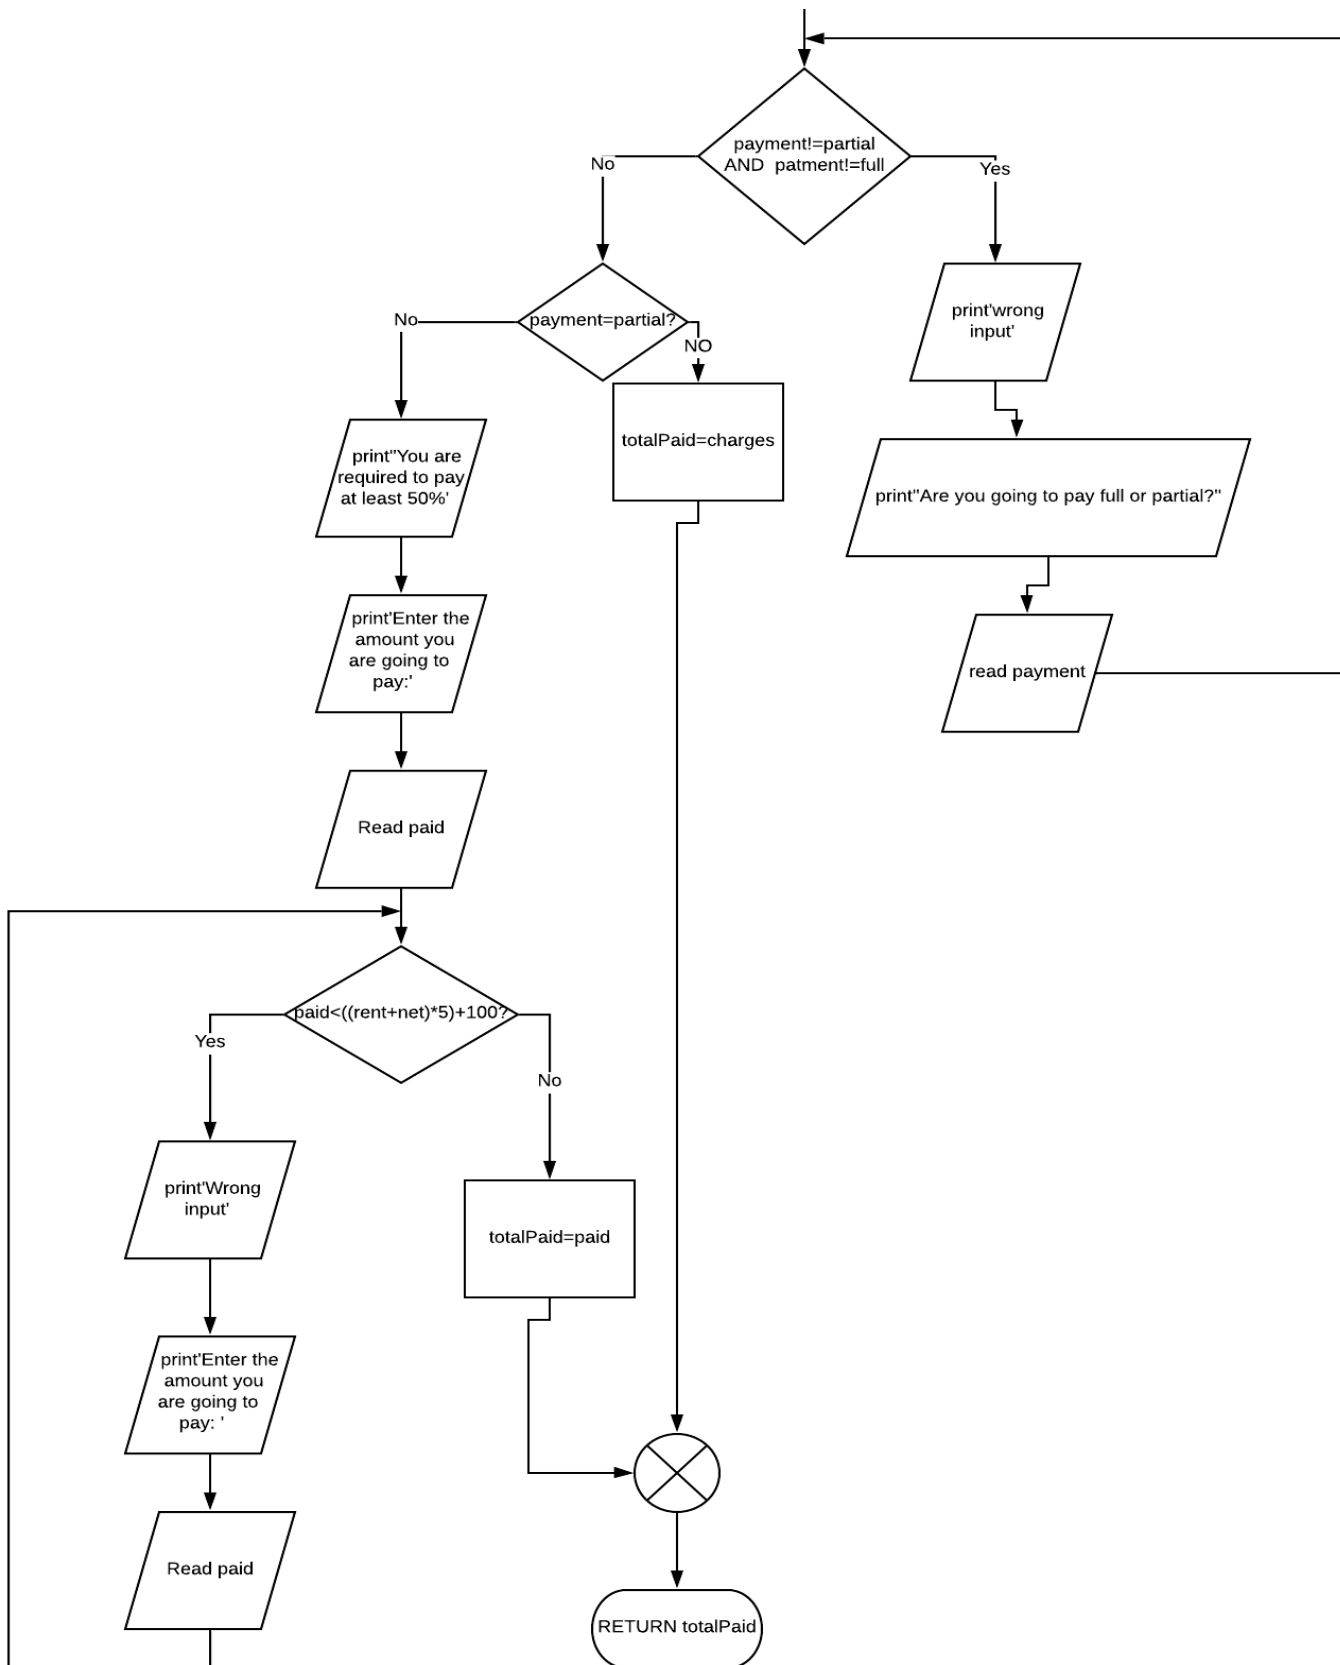 payment!=partial
AND  patment!=full
No
Yes
payment=partial?
No
NO
print'wrong
input'
totalPaid=charges
print"You are
required to pay
at least 50%'
print"Are you going to pay full or partial?"
print'Enter the
amount you
are going to
pay:'
read payment
Read paid
paid<((rent+net)*5)+100?
Yes
No
print'Wrong
input'
totalPaid=paid
print'Enter the
amount you
are going to
pay: '
Read paid
RETURN totalPaid